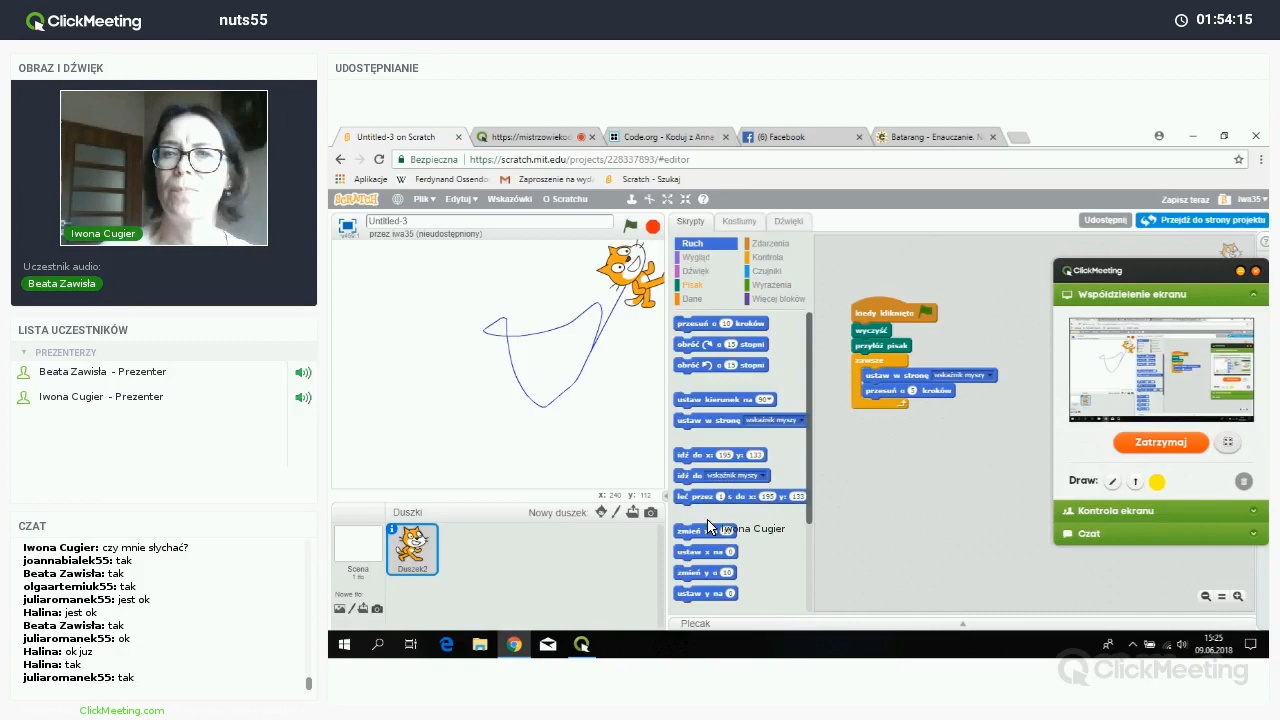 ClickMeeting
nuts55
01:54:15
OBRAZ I DŹWIĘK
UDOSTĘPNIANIE
Iwona Cugier
Uczestnik audio:
Beata Zawisła
LISTA UCZESTNIKÓW
PREZENTERZY
Beata Zawisła - Prezenter
Iwona Cugier - Prezenter
CZAT
Iwona Cugier: czy mnie słychać?
joannabialek55: tak
Beata Zawisła: tak
olgaartemiuk55: tak
juliaromanek55: jest ok
Halina: jest ok
Beata Zawisła: tak
juliaromanek55: ok
Halina: ok juz
Halina: tak
juliaromanek55: tak
ClickMeeting.com
Untitled-3 on Scratch
https://mistrzowieko
Code.org - Koduj z Anną
(6) Facebook
Batarang - Enauczanie. N
Bezpieczna
https://scratch.mit.edu/projects/228337893/#editor
Aplikacje
Ferdynand Ossendo
Zaproszenie na wyda
Scratch - Szukaj
SCRATCH
Plik
Edytuj
Wskazówki
O Scratchu
Zapisz teraz
iwa35
Untitled-3
przez iwa35 (nieudostępniony)
Skrypty
Kostiumy
Dźwięki
Udostępnij
Przejdź do strony projektu
Ruch
Zdarzenia
Wygląd
Kontrola
Dźwięk
Czujniki
Pisak
Wyrażenia
Dane
Więcej bloków
przesuń o 10 kroków
obróć 15 stopni
obróć 15 stopni
ustaw kierunek na 90
ustaw w stronę wskaźnik myszy
idź do x: 195 y: 133
idź do wskaźnik myszy
leć przez 1 s do x: 195 y: 133
zmień
Iwona Cugier
ustaw x na 0
zmień y o 10
ustaw y na 0
Plecak
kiedy kliknięto
wyczyść
przyłóż pisak
zawsze
ustaw w stronę wskaźnik myszy
przesuń o 5 kroków
x: 240 y: 112
Duszki
Nowy duszek:
Scena
1 tło
Nowe tło:
Duszek2
ClickMeeting
Współdzielenie ekranu
Zatrzymaj
Draw:
Kontrola ekranu
Czat
15:25
09.06.2018
ClickMeeting